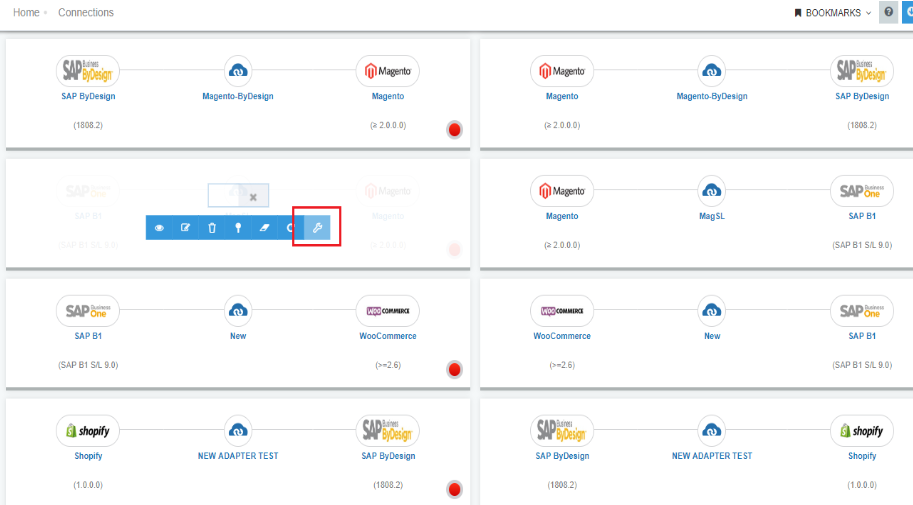 Home Connections
BOOKMARKS
SAP Business ByDesign
Magento
Magento
SAP Business ByDesign
SAP ByDesign Magento-ByDesign Magento
Magento Magento-ByDesign SAP ByDesign
(1808.2) (≥ 2.0.0.0)
(≥ 2.0.0.0) (1808.2)
SAP Business One
Magento
Magento
SAP Business One
SAP B1 Magento
Magento MagSL SAP B1
(SAP B1 S/L 9.0) (≥ 2.0.0.0)
(≥ 2.0.0.0) (SAP B1 S/L 9.0)
SAP Business One
WOO COMMERCE
WOO COMMERCE
SAP Business One
SAP B1 New WooCommerce
WooCommerce New SAP B1
(SAP B1 S/L 9.0) (>=2.6)
(>=2.6) (SAP B1 S/L 9.0)
shopify
SAP Business ByDesign
SAP Business ByDesign
shopify
Shopify NEW ADAPTER TEST SAP ByDesign
SAP ByDesign NEW ADAPTER TEST Shopify
(1.0.0.0) (1808.2)
(1808.2) (1.0.0.0)